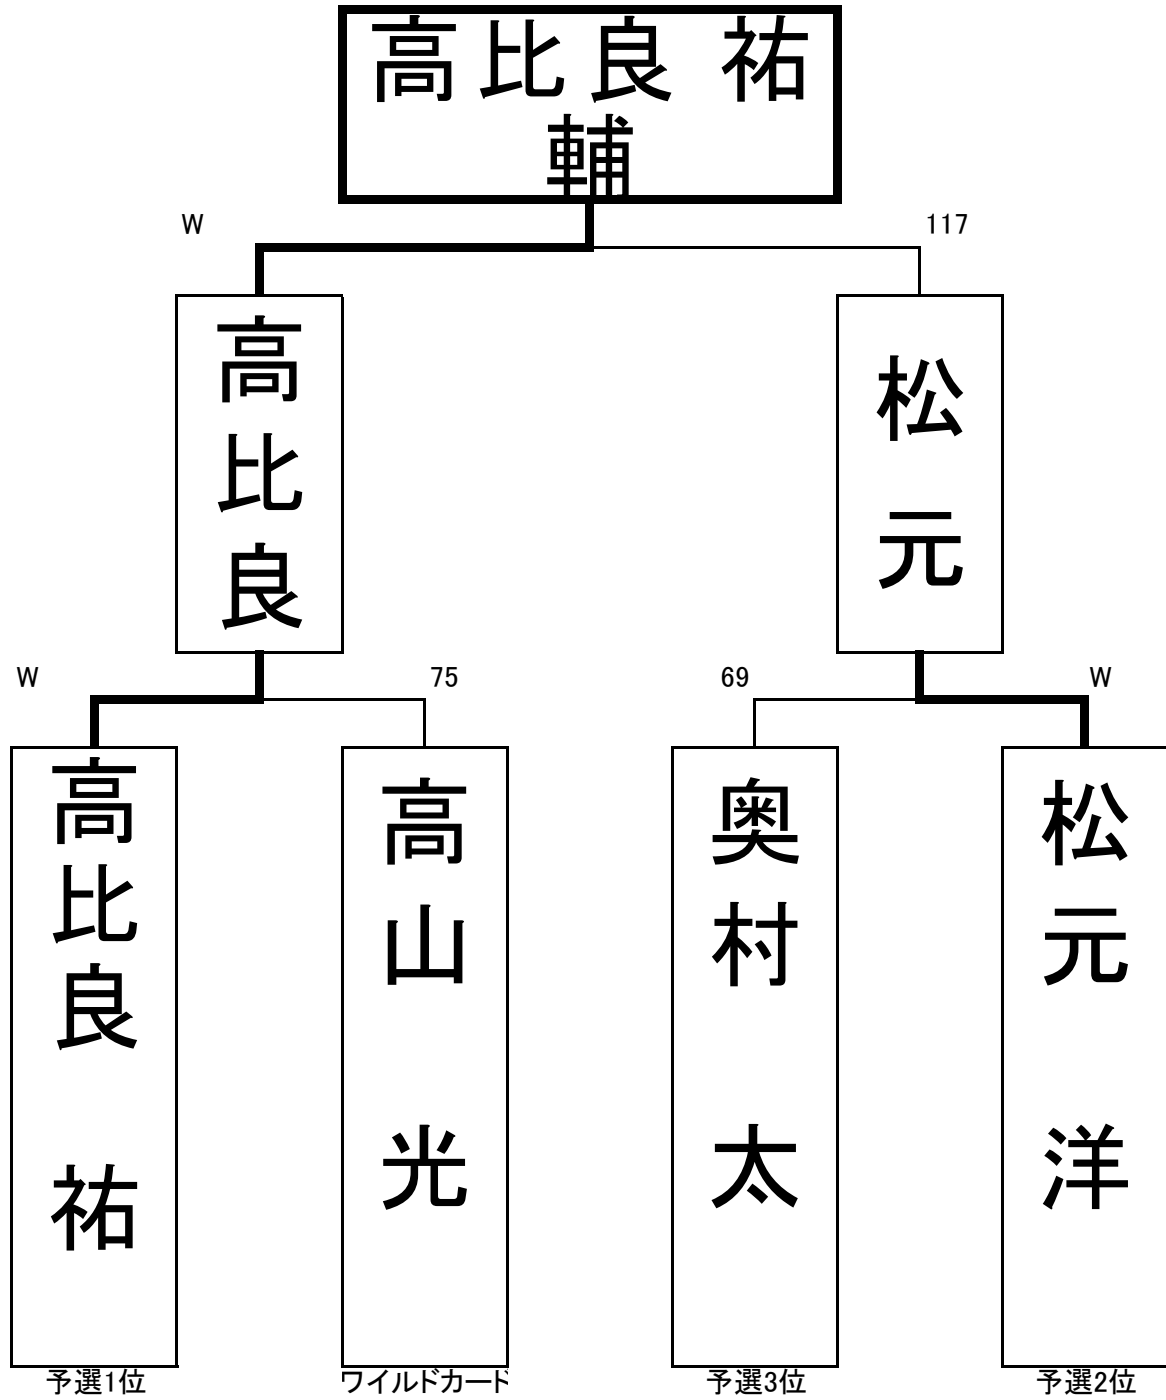 高比良 祐
輔
W
117
高比良
松元
W
75
69
W
高比良 祐
高山 光
奥村 太
松元 洋
予選1位
ワイルドカード
予選3位
予選2位